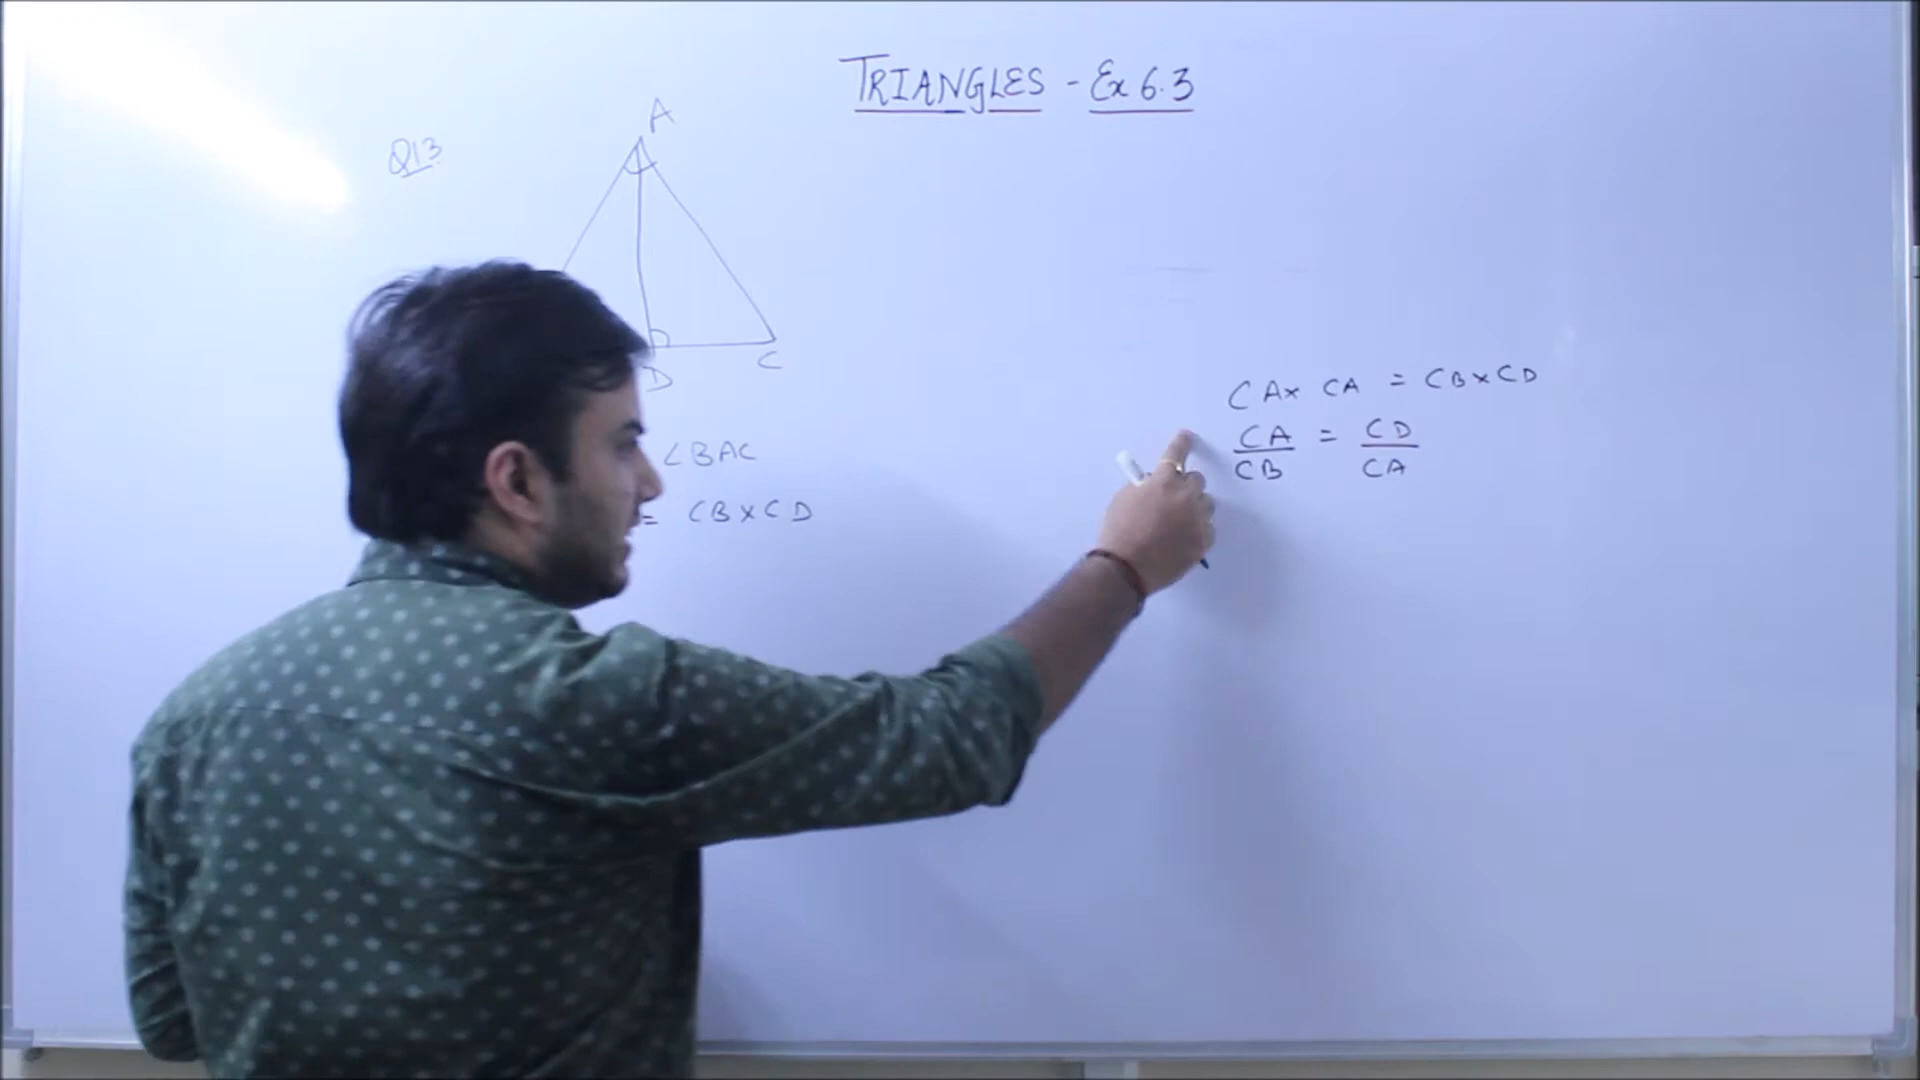 TRIANGLES - Ex 6.3
Q13
A
D
C
∠BAC
= CB×CD
CA× CA = CB×CD
CA/CB = CD/CA